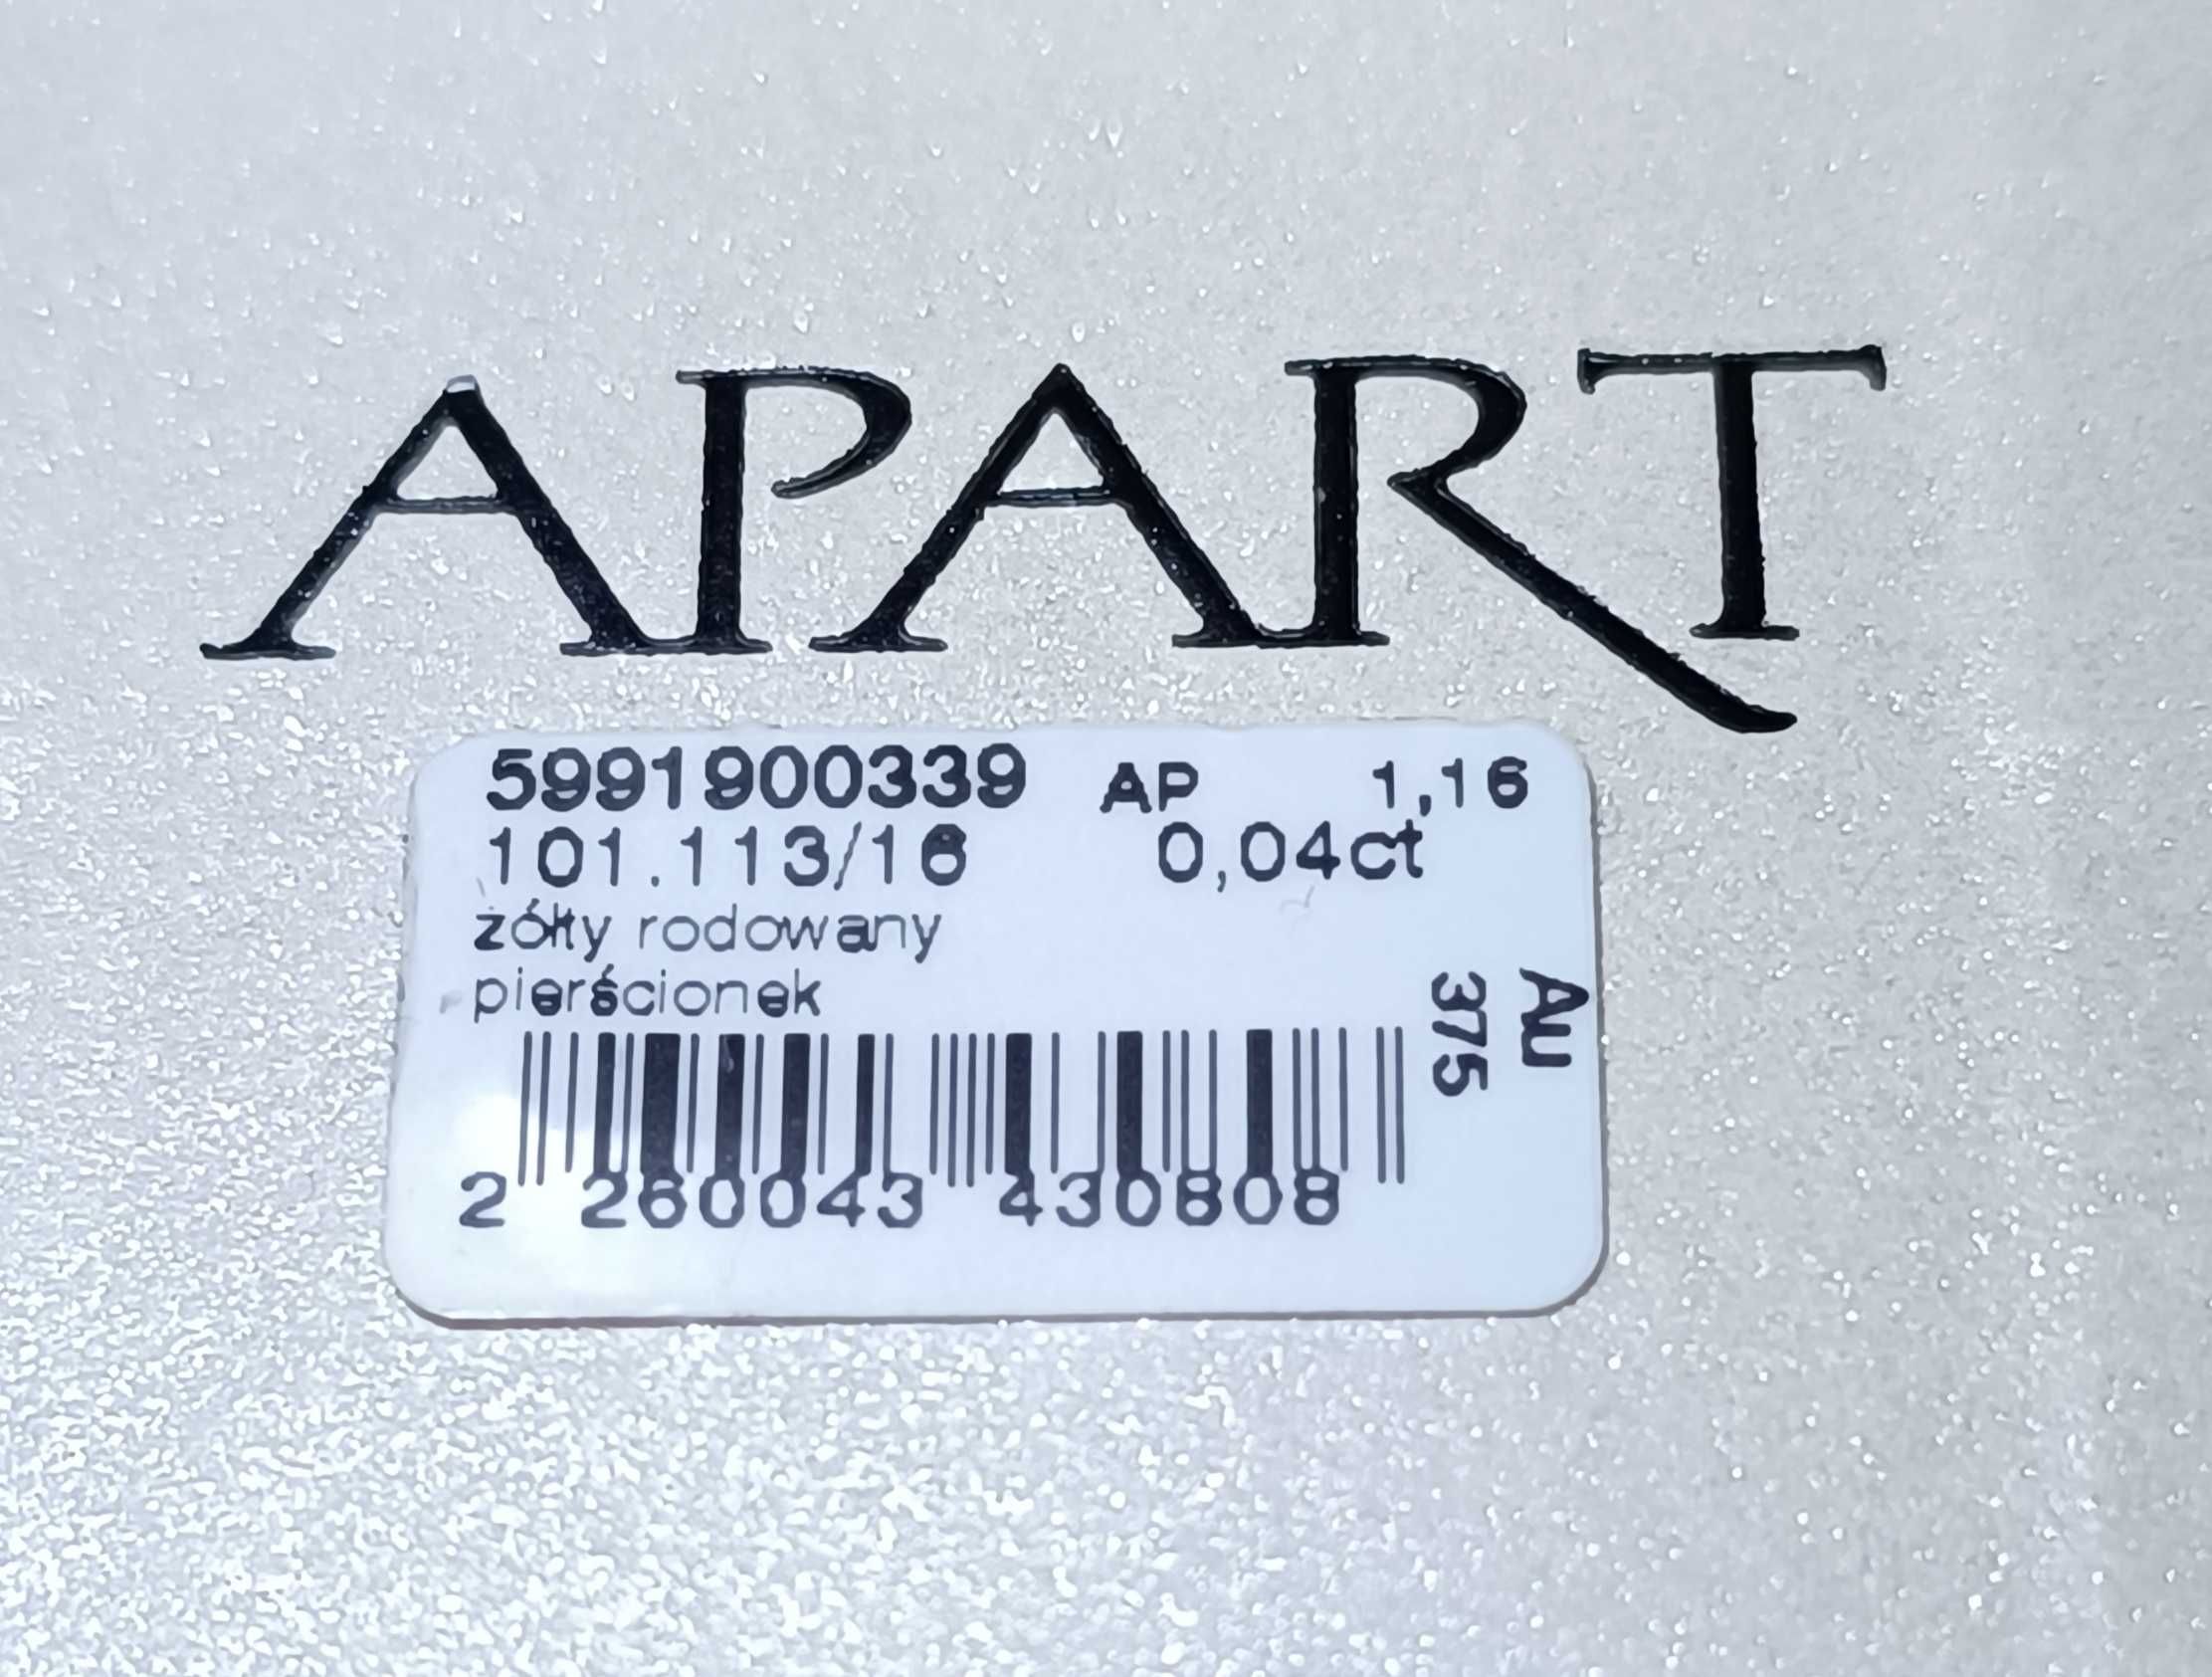 APART
5991900339 AP 1,16
101.113/16 0,04ct
żółty rodowany
pierścionek
Au
375
2 260043 430808